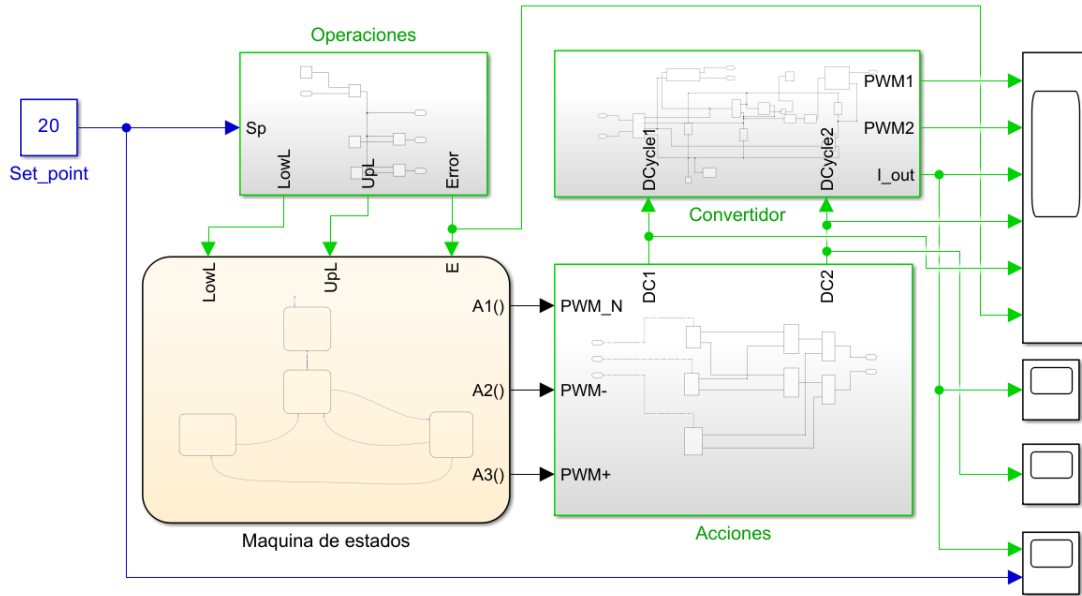 Operaciones
20
Set_point
Sp
LowL
UpL
Error
PWM1
PWM2
I_out
DCycle1
DCycle2
Convertidor
LowL
UpL
E
A1()
A2()
A3()
Maquina de estados
DC1
DC2
PWM_N
PWM-
PWM+
Acciones